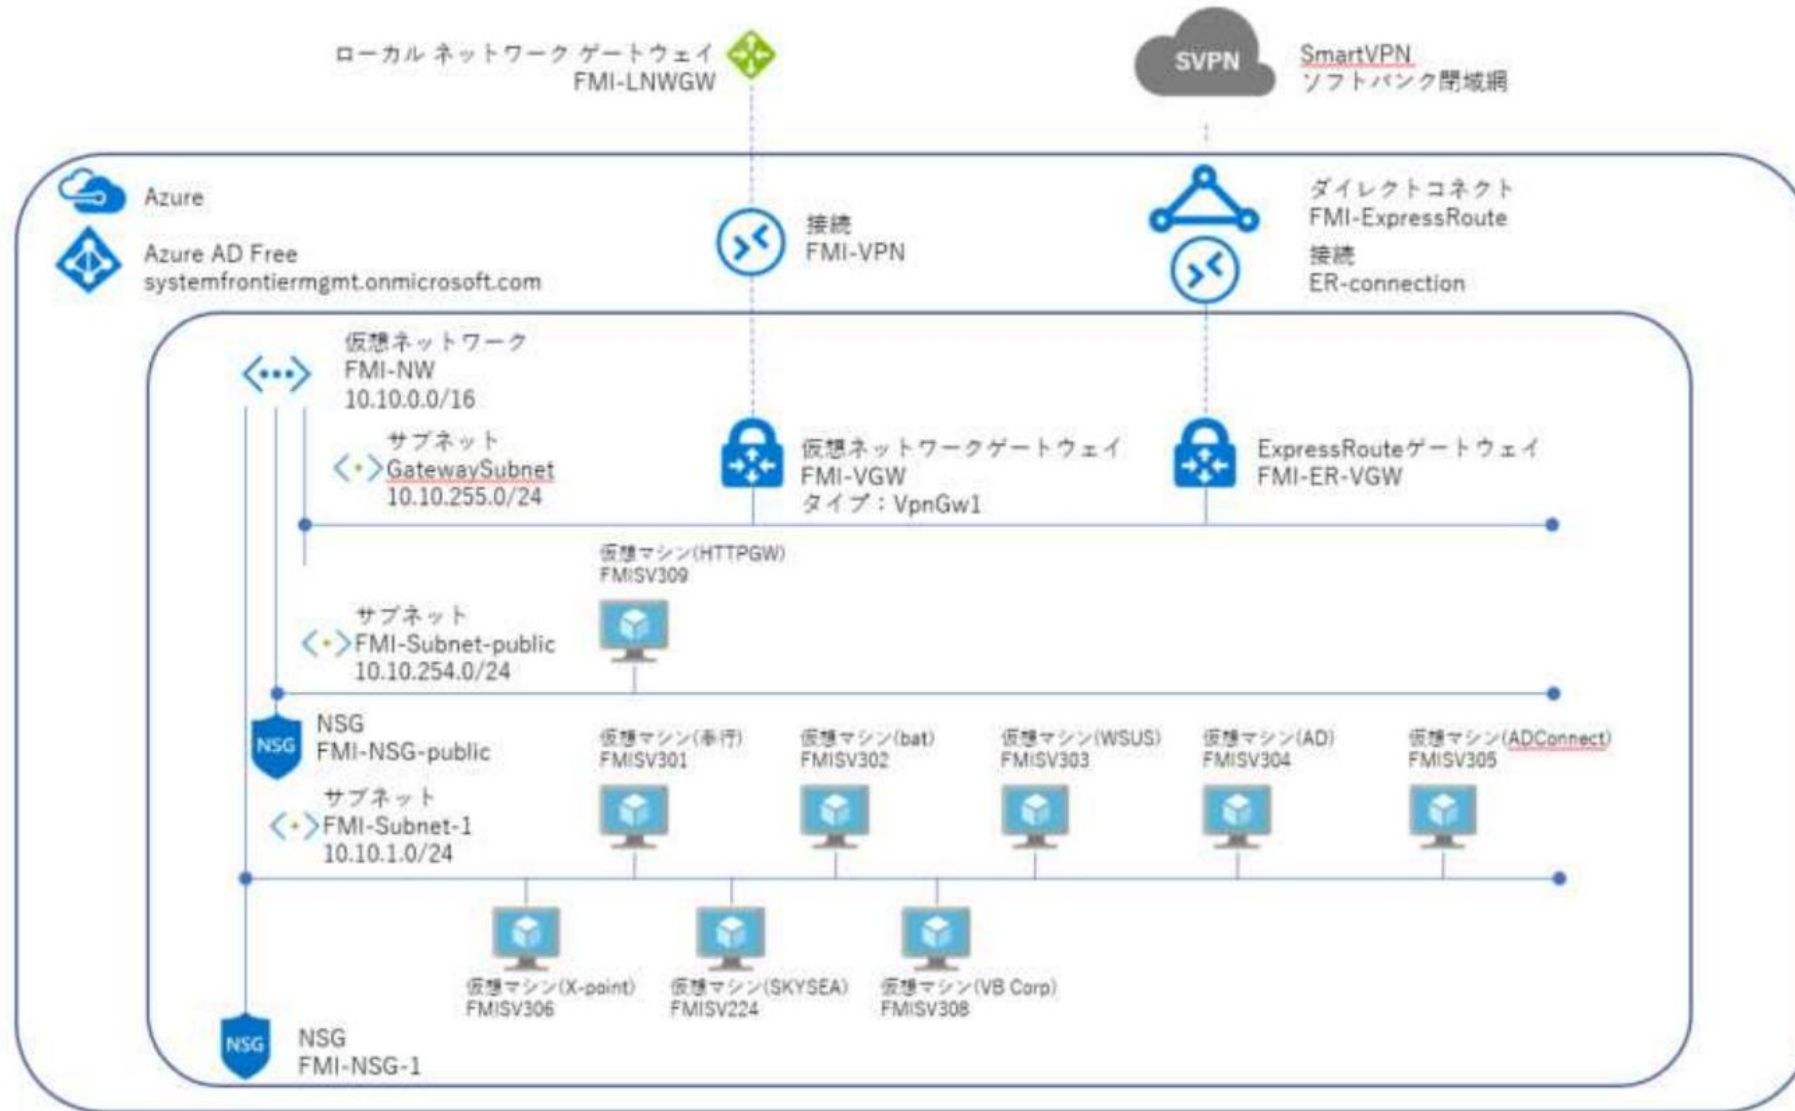 ローカル ネットワーク ゲートウェイ
FMI-LNWGW
SVPN
SmartVPN
ソフトバンク閉域網
Azure
Azure AD Free
systemfrontiermgmt.onmicrosoft.com
接続
FMI-VPN
ダイレクトコネクト
FMI-ExpressRoute
接続
ER-connection
仮想ネットワーク
FMI-NW
10.10.0.0/16
サブネット
GatewaySubnet
10.10.255.0/24
仮想ネットワークゲートウェイ
FMI-VGW
タイプ：VpnGw1
ExpressRouteゲートウェイ
FMI-ER-VGW
仮想マシン(HTTPGW)
FMISV309
サブネット
FMI-Subnet-public
10.10.254.0/24
NSG
NSG
FMI-NSG-public
仮想マシン(奉行)
FMISV301
仮想マシン(bat)
FMISV302
仮想マシン(WSUS)
FMISV303
仮想マシン(AD)
FMISV304
仮想マシン(ADConnect)
FMISV305
サブネット
FMI-Subnet-1
10.10.1.0/24
仮想マシン(X-point)
FMISV306
仮想マシン(SKYSEA)
FMISV224
仮想マシン(VB Corp)
FMISV308
NSG
NSG
FMI-NSG-1